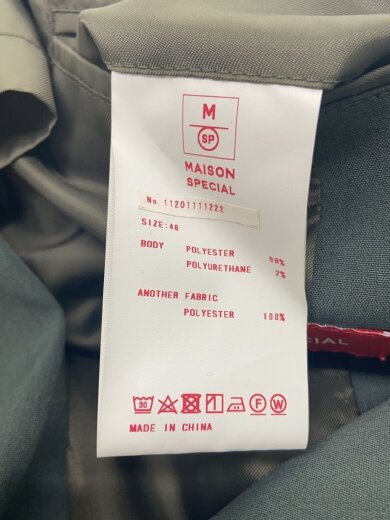 M
SP
MAISON
SPECIAL
No. 11201111222
SIZE:46
BODY POLYESTER 98%
POLYURETHANE 2%
ANOTHER FABRIC
POLYESTER 100%
CIAL
30 F W
MADE IN CHINA